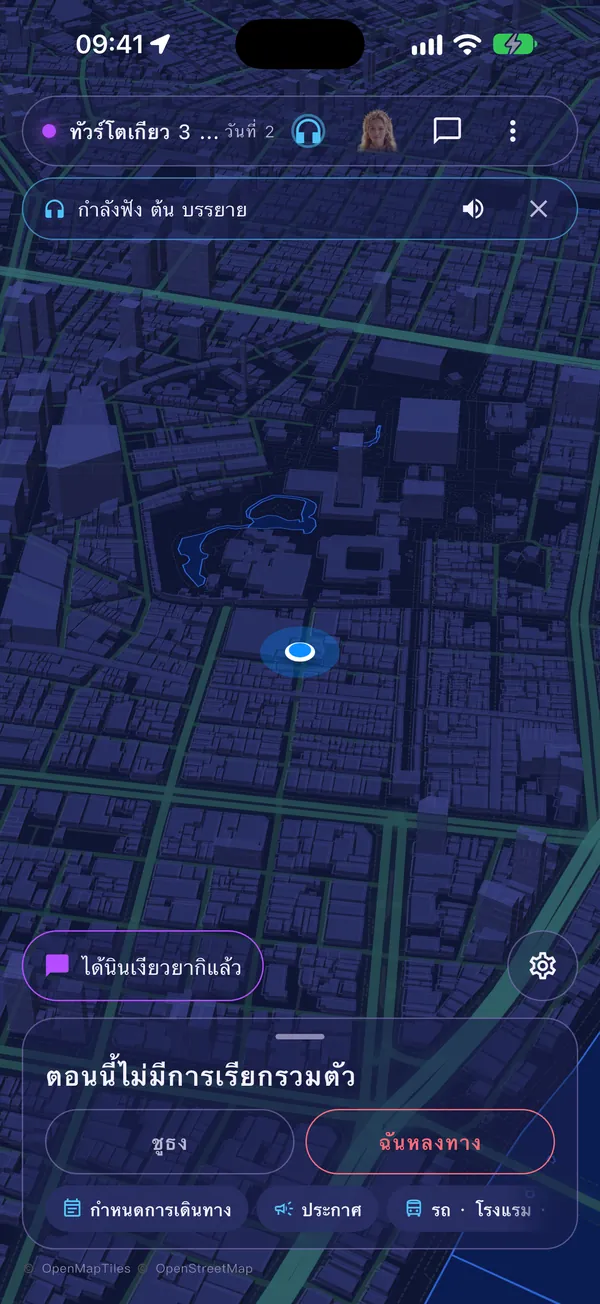 09:41
ทัวร์โตเกียว 3 ... วันที่ 2
กำลังฟัง ต้น บรรยาย
ได้นินเงียวยากิแล้ว
ตอนนี้ไม่มีการเรียกรวมตัว
ชูธง
ฉันหลงทาง
กำหนดการเดินทาง
ประกาศ
รถ · โรงแรม ·
© OpenMapTiles © OpenStreetMap